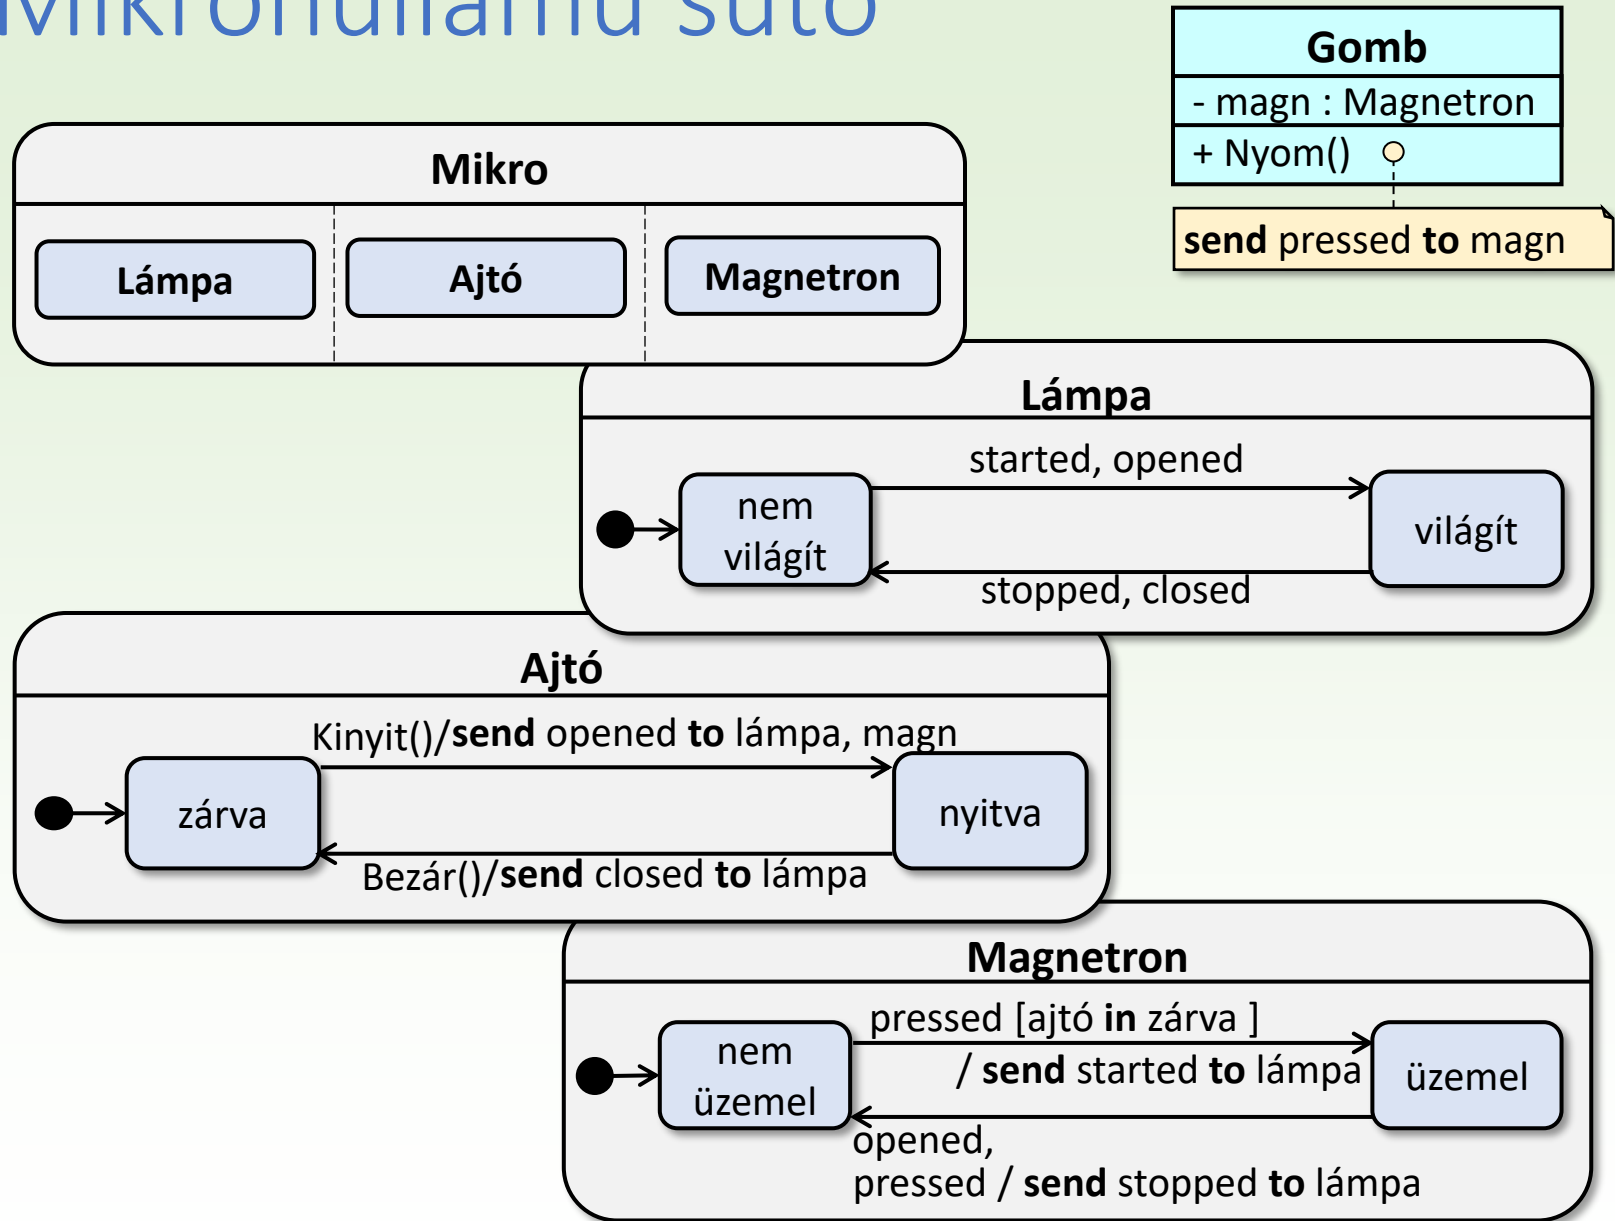 Mikrohullámú sütő
Gomb
- magn : Magnetron
+ Nyom()
send pressed to magn
Mikro
Lámpa
Ajtó
Magnetron
Lámpa
started, opened
nem
világít
világít
stopped, closed
Ajtó
Kinyit()/send opened to lámpa, magn
zárva
nyitva
Bezár()/send closed to lámpa
Magnetron
pressed [ajtó in zárva ]
/ send started to lámpa
nem
üzemel
üzemel
opened,
pressed / send stopped to lámpa